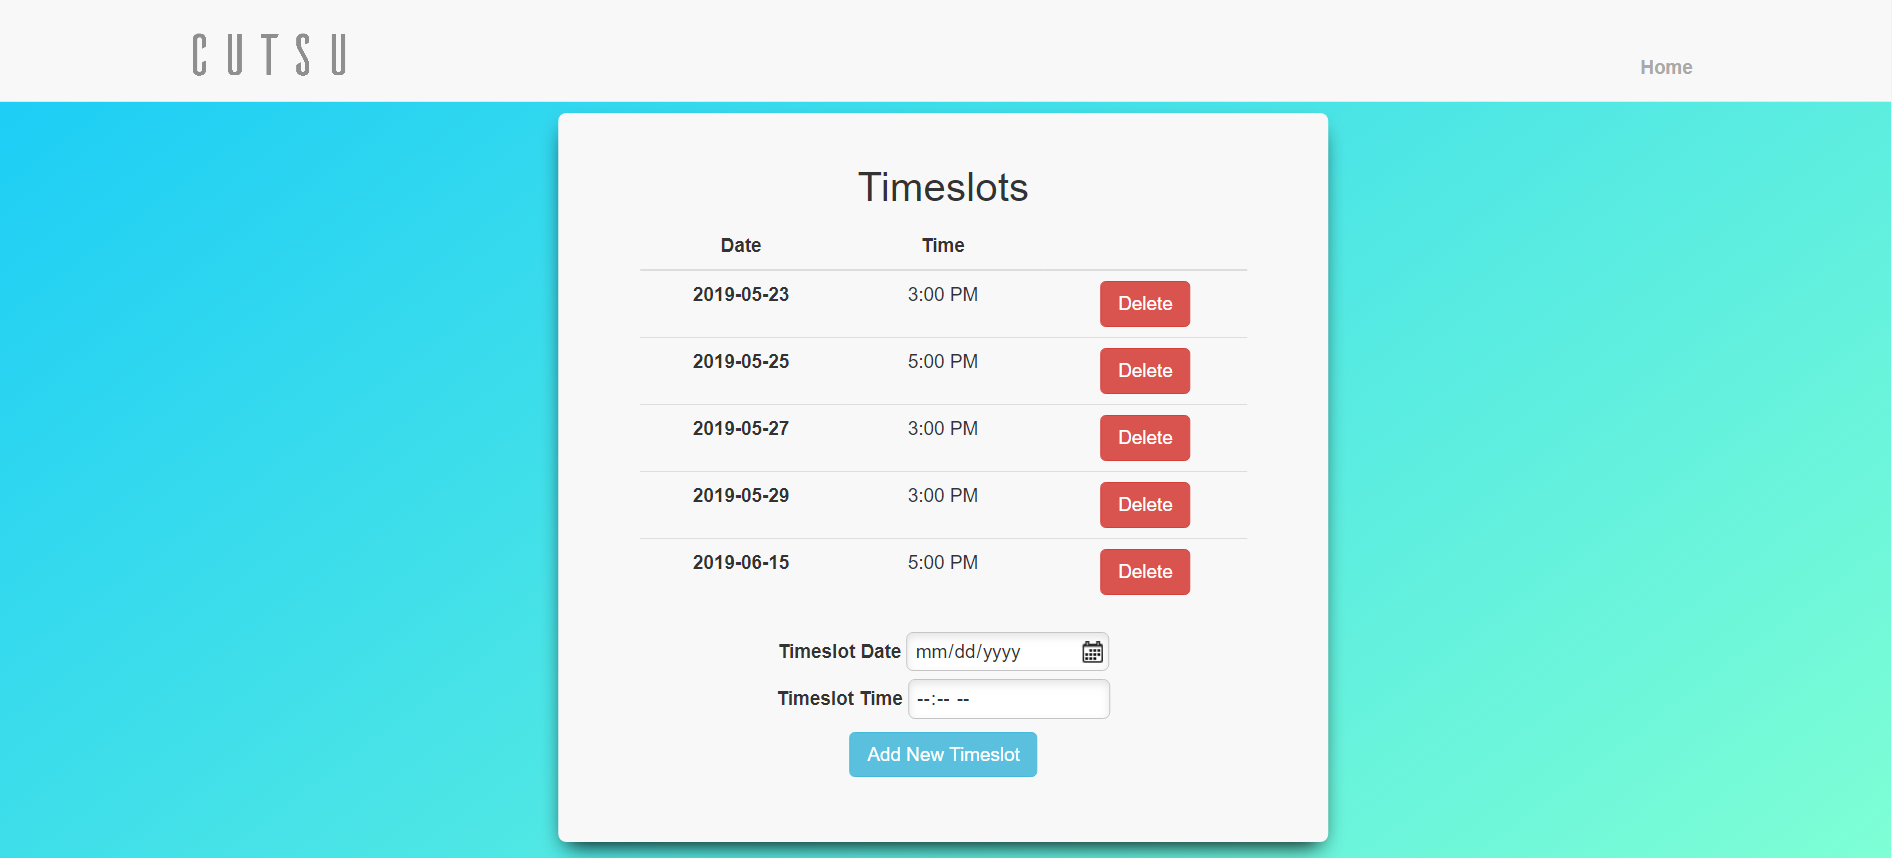 CUTSU
Home
Timeslots
Date Time
2019-05-23 3:00 PM Delete
2019-05-25 5:00 PM Delete
2019-05-27 3:00 PM Delete
2019-05-29 3:00 PM Delete
2019-06-15 5:00 PM Delete
Timeslot Date mm/dd/yyyy
Timeslot Time --:-- --
Add New Timeslot